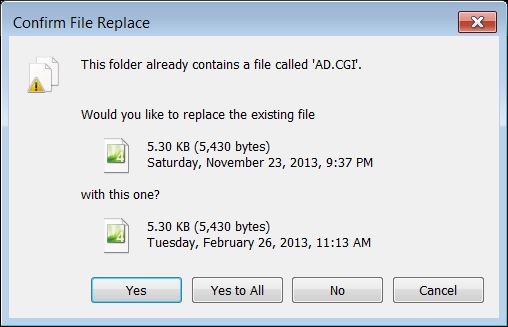 Confirm File Replace
This folder already contains a file called 'AD.CGI'.
Would you like to replace the existing file
5.30 KB (5,430 bytes)
Saturday, November 23, 2013, 9:37 PM
with this one?
5.30 KB (5,430 bytes)
Tuesday, February 26, 2013, 11:13 AM
Yes
Yes to All
No
Cancel